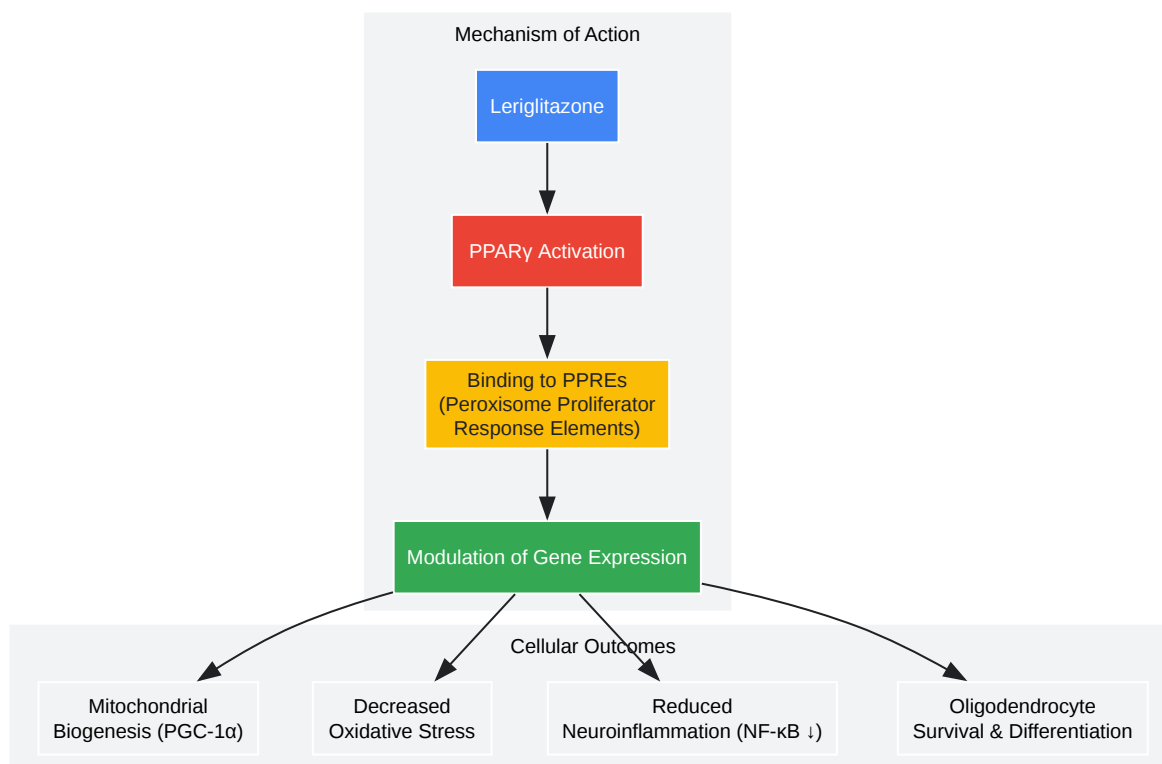 Mechanism of Action
Leriglitazone
PPARγ Activation
Binding to PPREs
(Peroxisome Proliferator
Response Elements)
Modulation of Gene Expression
Cellular Outcomes
Mitochondrial
Biogenesis (PGC-1α)
Decreased
Oxidative Stress
Reduced
Neuroinflammation (NF-κB ↓)
Oligodendrocyte
Survival & Differentiation